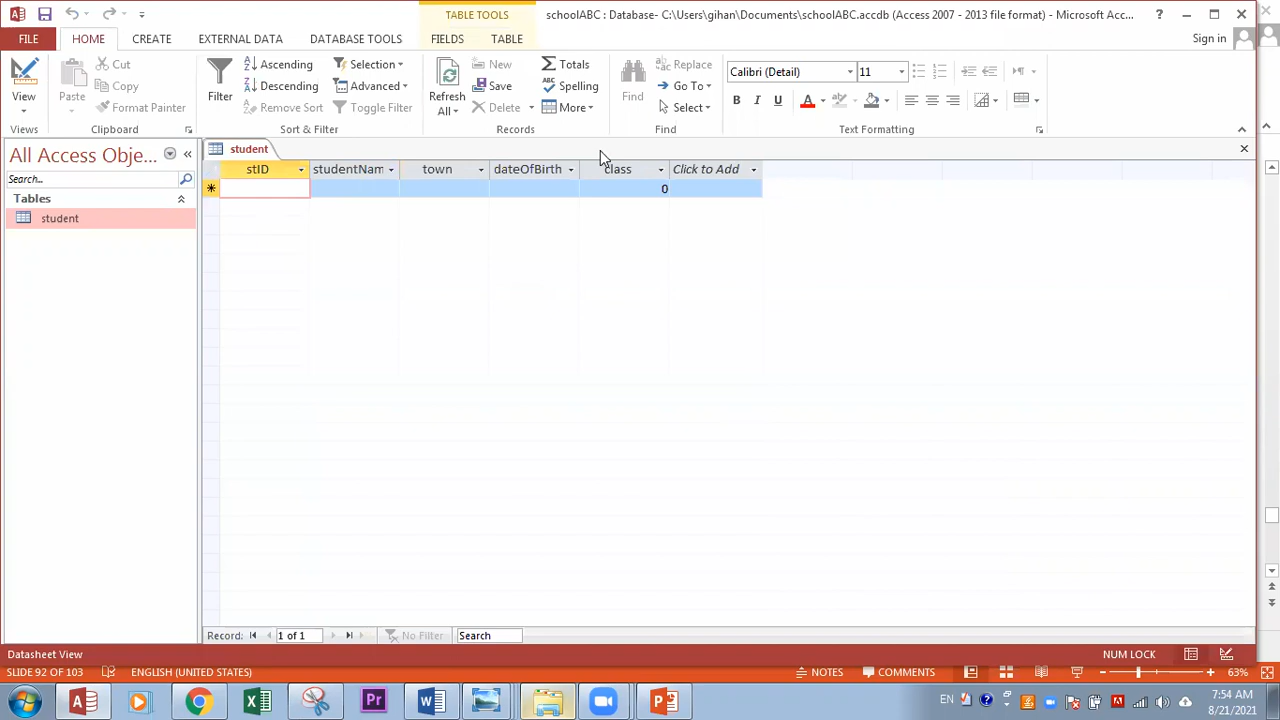 TABLE TOOLS
schoolABC : Database- C:\Users\gihan\Documents\schoolABC.accdb (Access 2007 - 2013 file format) - Microsoft Acc...
FILE HOME CREATE EXTERNAL DATA DATABASE TOOLS FIELDS TABLE
Sign in
View
Views
Paste
Cut
Copy
Format Painter
Clipboard
Filter
Ascending
Descending
Remove Sort
Selection
Advanced
Toggle Filter
Sort & Filter
Refresh
All
New
Save
Delete
Totals
Spelling
More
Records
Find
Replace
Go To
Select
Find
Calibri (Detail) 11
B I U A
Text Formatting
All Access Obje...
Search...
Tables
student
student
stID studentNam town dateOfBirth class Click to Add
0
Record: 1 of 1 No Filter Search
Datasheet View NUM LOCK
SLIDE 92 OF 103 ENGLISH (UNITED STATES) NOTES COMMENTS 63%
EN 7:54 AM
8/21/2021